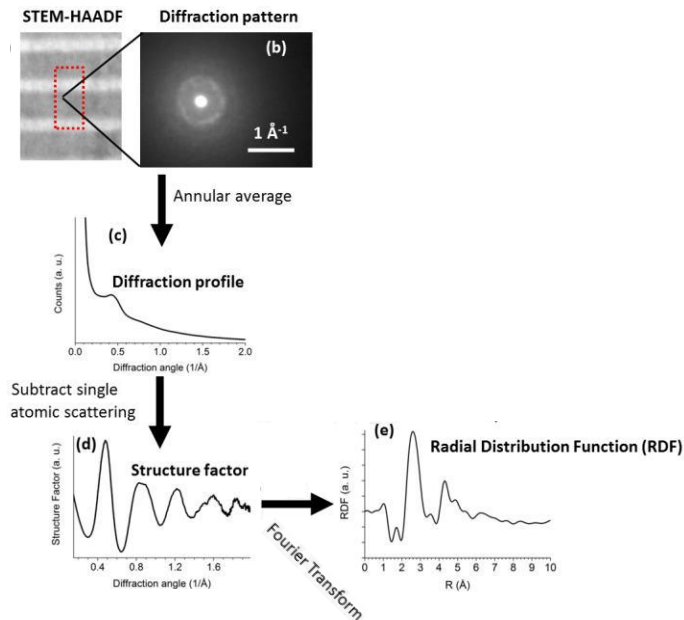 STEM-HAADF
Diffraction pattern
(b)
1 Å⁻¹
Annular average
(c)
Diffraction profile
Counts (a. u.)
0.0 0.5 1.0 1.5 2.0
Diffraction angle (1/Å)
Subtract single
atomic scattering
(d)
Structure factor
Structure Factor (a. u.)
0.4 0.8 1.2 1.6
Diffraction angle (1/Å)
Fourier Transform
(e)
Radial Distribution Function (RDF)
RDF (a. u.)
0 1 2 3 4 5 6 7 8 9 10
R (Å)